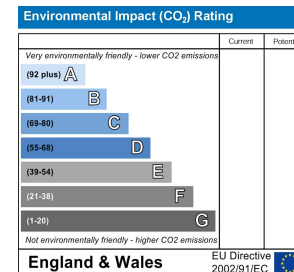 Environmental Impact (CO2) Rating
Current Potent
Very environmentally friendly - lower CO2 emissions
(92 plus) A
(81-91) B
(69-80) C
(55-68) D
(39-54) E
(21-38) F
(1-20) G
Not environmentally friendly - higher CO2 emissions
England & Wales
EU Directive
2002/91/EC